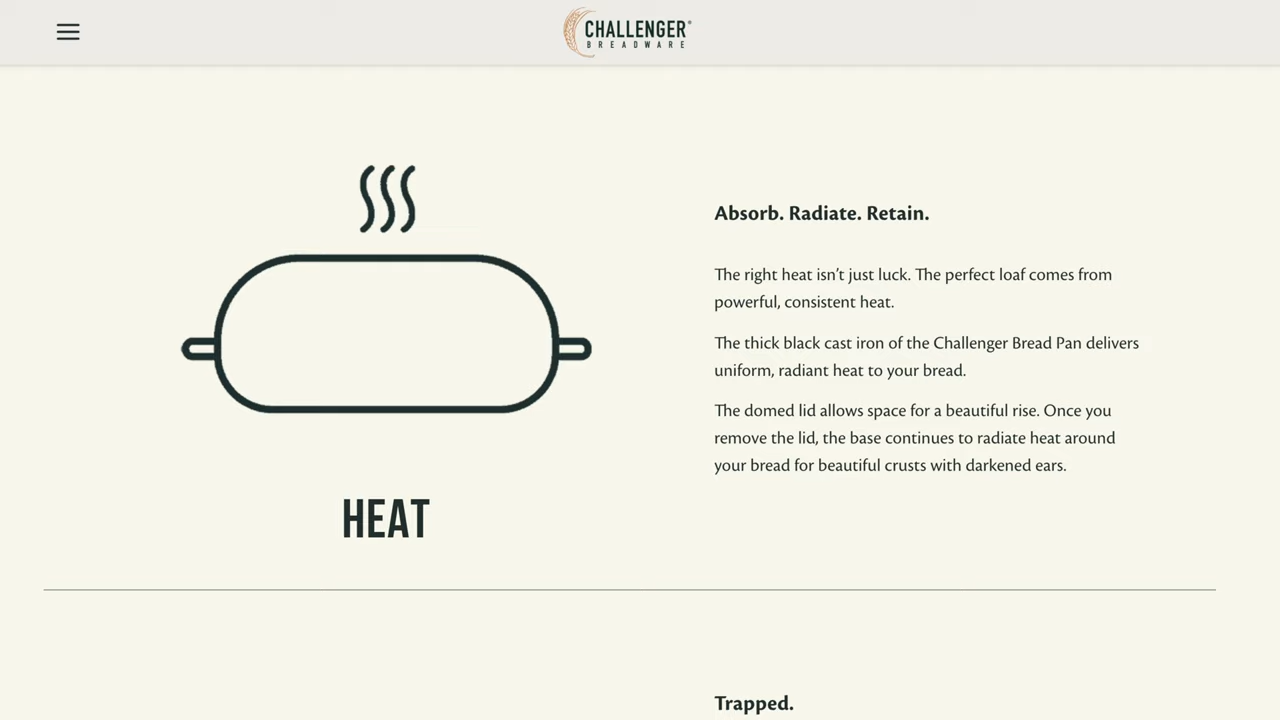 CHALLENGER®
BREADWARE
Absorb. Radiate. Retain.
The right heat isn’t just luck. The perfect loaf comes from
powerful, consistent heat.
The thick black cast iron of the Challenger Bread Pan delivers
uniform, radiant heat to your bread.
The domed lid allows space for a beautiful rise. Once you
remove the lid, the base continues to radiate heat around
your bread for beautiful crusts with darkened ears.
HEAT
Trapped.